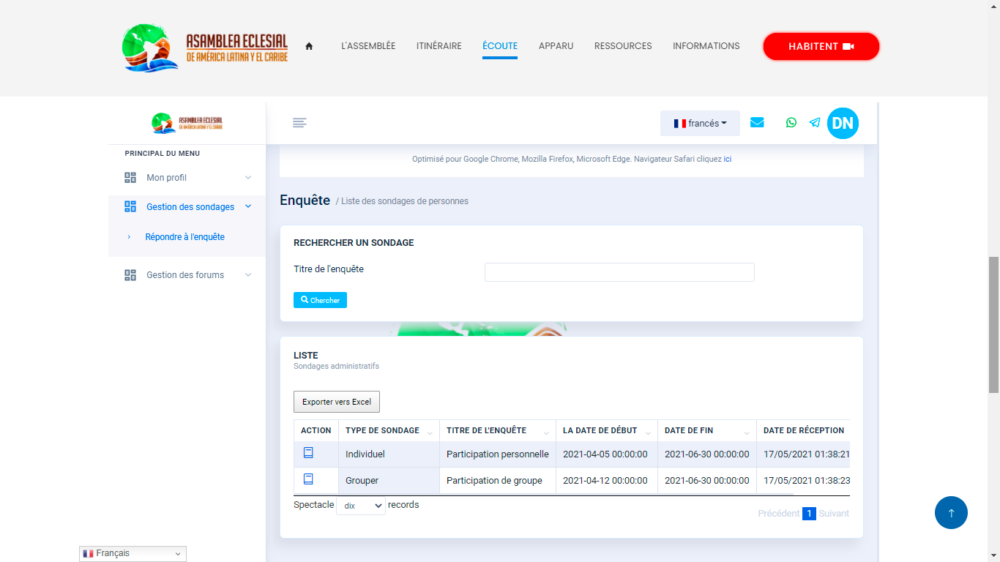 ASAMBLEA ECLESIAL
DE AMÉRICA LATINA Y EL CARIBE
L'ASSEMBLÉE ITINÉRAIRE ÉCOUTE APPARU RESSOURCES INFORMATIONS
HABITENT
ASAMBLEA ECLESIAL
DE AMÉRICA LATINA Y EL CARIBE
francés
DN
PRINCIPAL DU MENU
Mon profil
Gestion des sondages
Répondre à l'enquête
Gestion des forums
Optimisé pour Google Chrome, Mozilla Firefox, Microsoft Edge. Navigateur Safari cliquez ici
Enquête / Liste des sondages de personnes
RECHERCHER UN SONDAGE
Titre de l'enquête
Chercher
LISTE
Sondages administratifs
Exporter vers Excel
ACTION TYPE DE SONDAGE TITRE DE L'ENQUÊTE LA DATE DE DÉBUT DATE DE FIN DATE DE RÉCEPTION
Individuel Participation personnelle 2021-04-05 00:00:00 2021-06-30 00:00:00 17/05/2021 01:38:21
Grouper Participation de groupe 2021-04-12 00:00:00 2021-06-30 00:00:00 17/05/2021 01:38:23
Spectacle dix records
Précédent 1 Suivant
Français